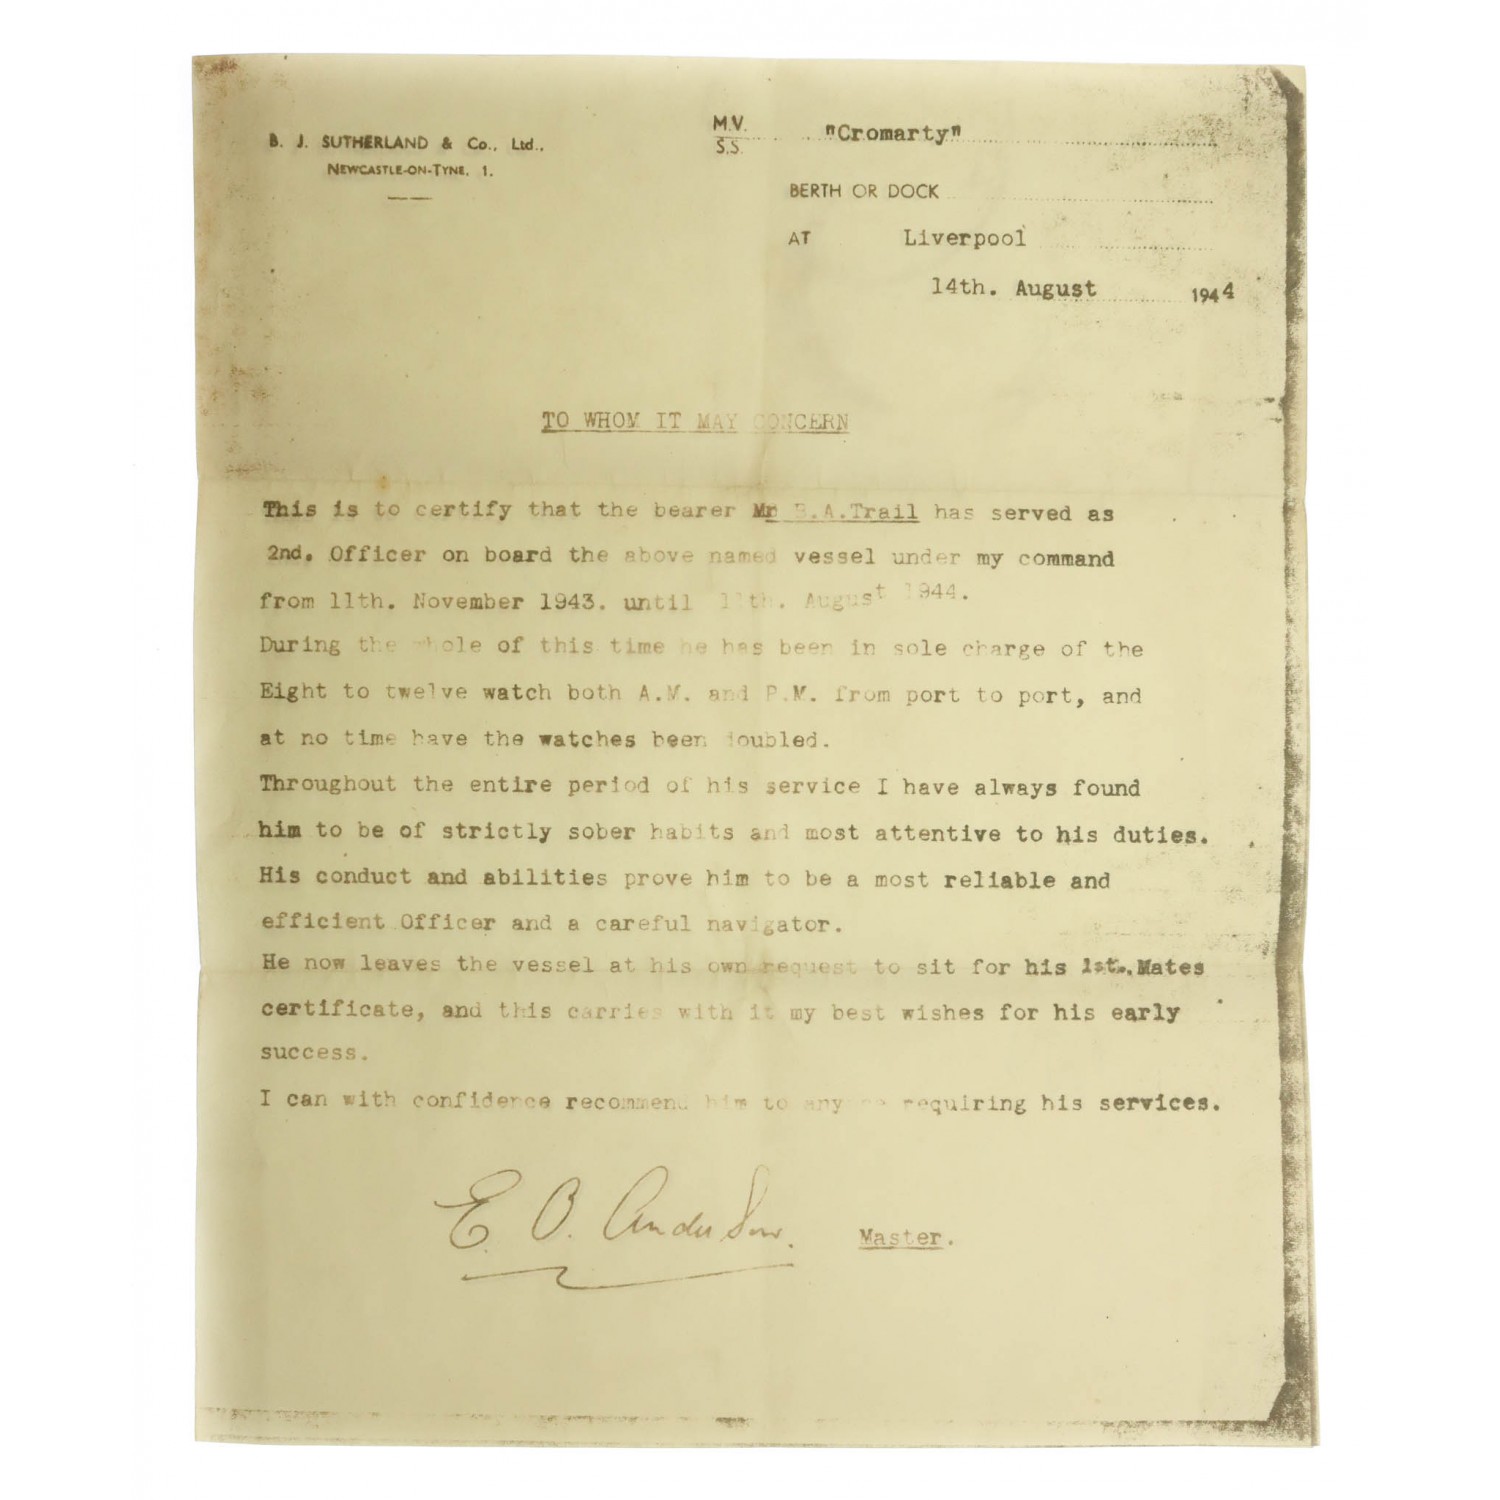 B. J. SUTHERLAND & Co., Ltd.,
NEWCASTLE-ON-TYNE, 1.
M.V.
S.S. "Cromarty"
BERTH OR DOCK
AT Liverpool
14th. August 1944
TO WHOM IT MAY CONCERN
This is to certify that the bearer Mr .A.Trail has served as
2nd. Officer on board the above named vessel under my command
from 11th. November 1943. until 11th. August 1944.
During the whole of this time he has been in sole charge of the
Eight to twelve watch both A.M. and P.M. from port to port, and
at no time have the watches been doubled.
Throughout the entire period of his service I have always found
him to be of strictly sober habits and most attentive to his duties.
His conduct and abilities prove him to be a most reliable and
efficient Officer and a careful navigator.
He now leaves the vessel at his own request to sit for his 1st. Mates
certificate, and this carries with it my best wishes for his early
success.
I can with confidence recommend him to anyone requiring his services.
E. O. Anderson. Master.